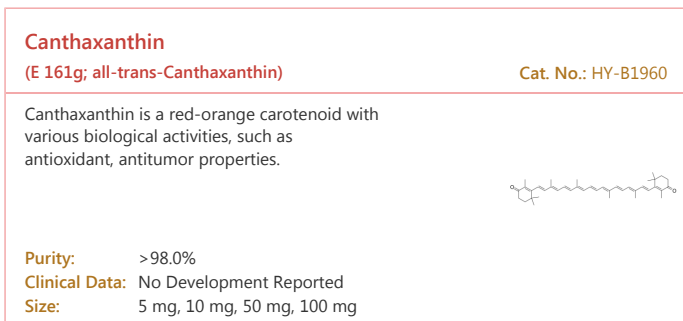 Canthaxanthin
(E 161g; all-trans-Canthaxanthin) Cat. No.: HY-B1960
Canthaxanthin is a red-orange carotenoid with
various biological activities, such as
antioxidant, antitumor properties.
O
O
Purity: >98.0%
Clinical Data: No Development Reported
Size: 5 mg, 10 mg, 50 mg, 100 mg